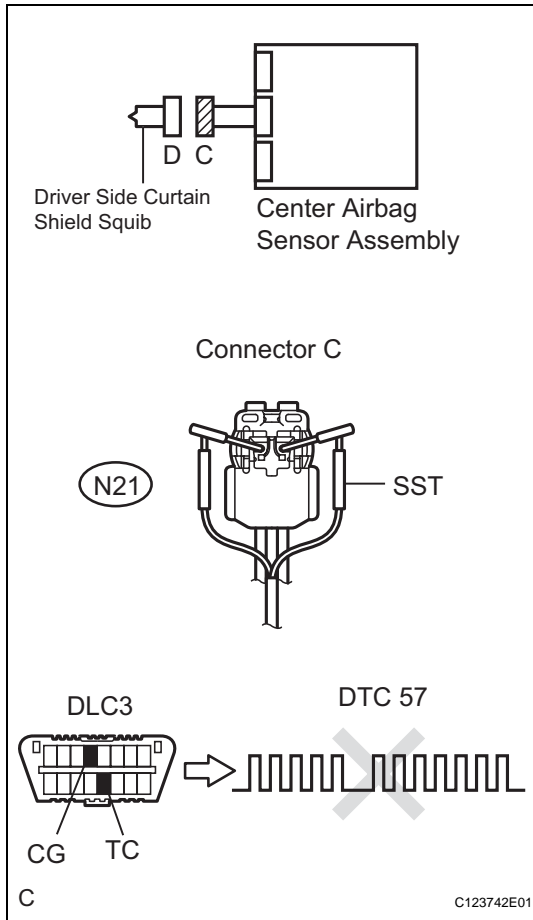 D C
Driver Side Curtain
Shield Squib
Center Airbag
Sensor Assembly
Connector C
N21
SST
DLC3
DTC 57
CG
TC
C
C123742E01